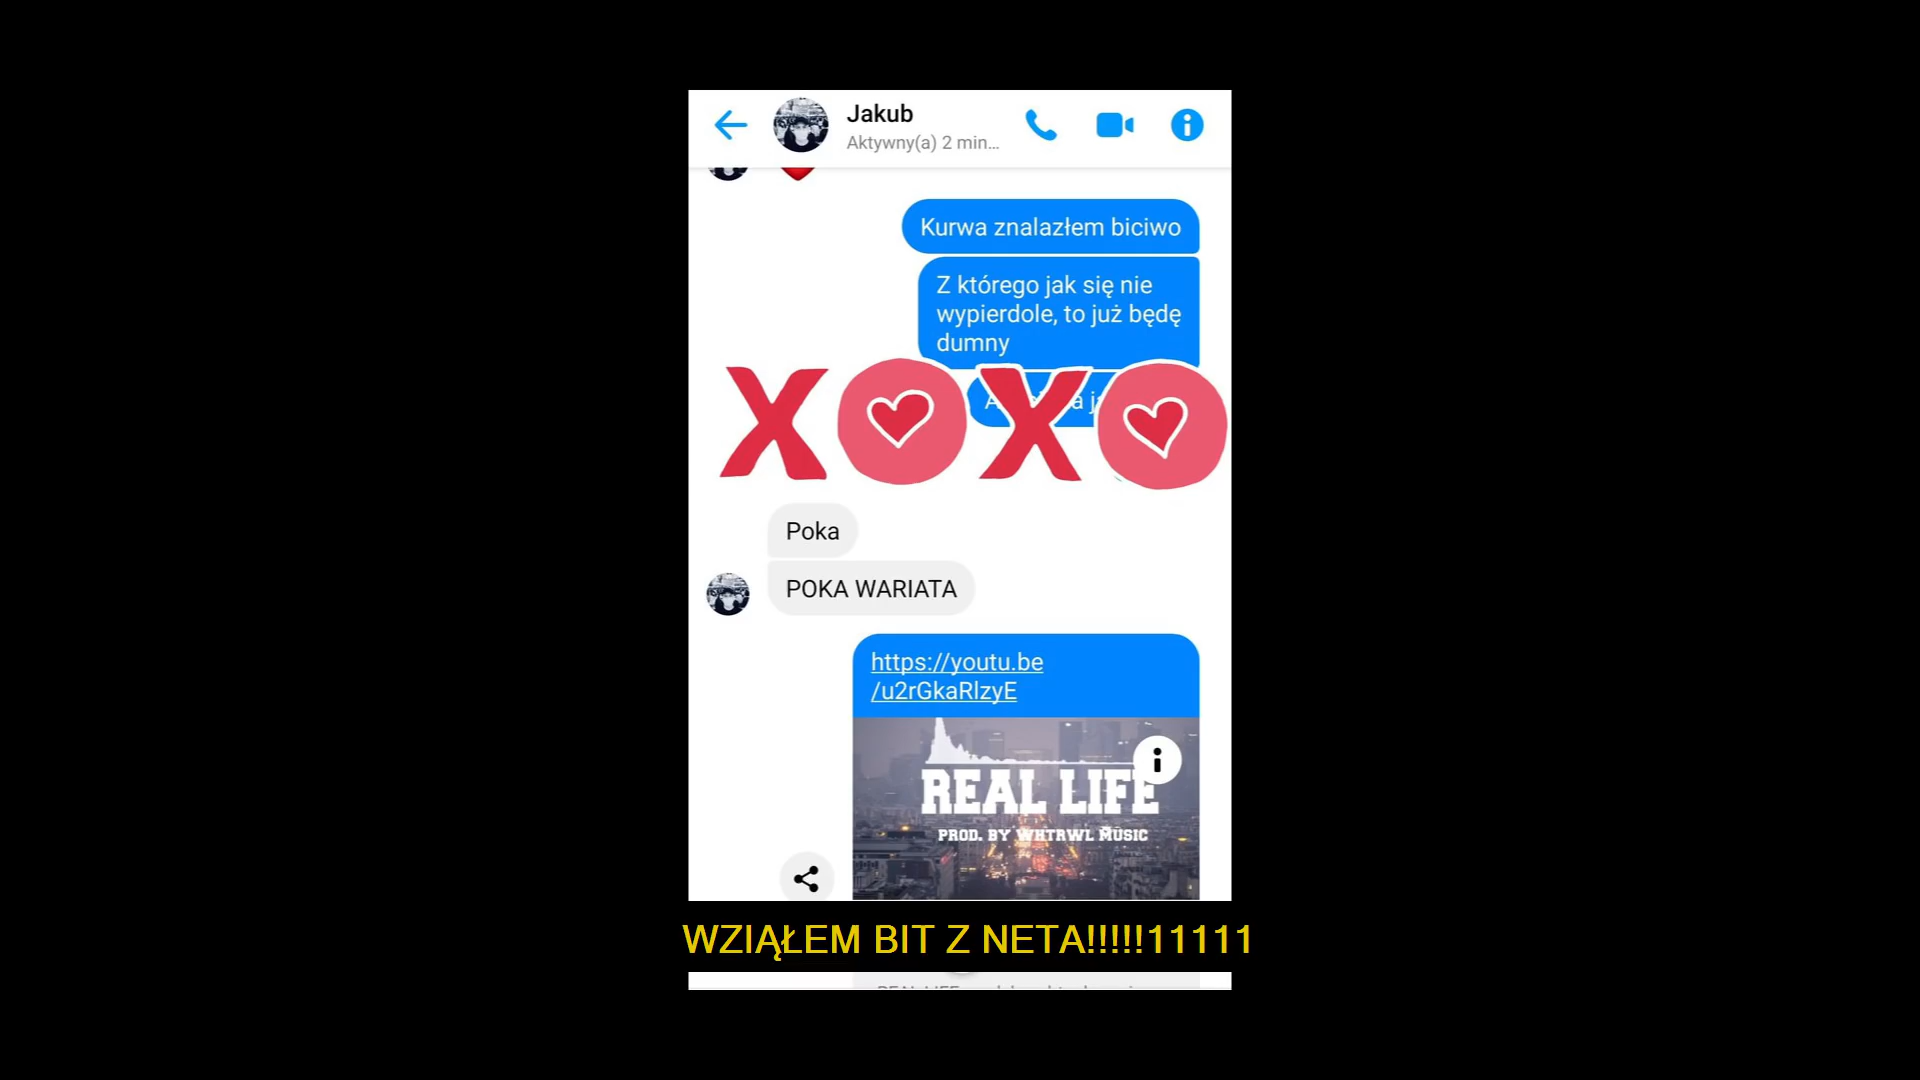 Jakub
Aktywny(a) 2 min...
Kurwa znalazłem biciwo
Z którego jak się nie
wypierdole, to już będę
dumny
XOXO
Poka
POKA WARIATA
https://youtu.be
/u2rGkaRlzyE
REAL LIFE
PROD. BY WHTRWL MUSIC
WZIĄŁEM BIT Z NETA!!!!!11111